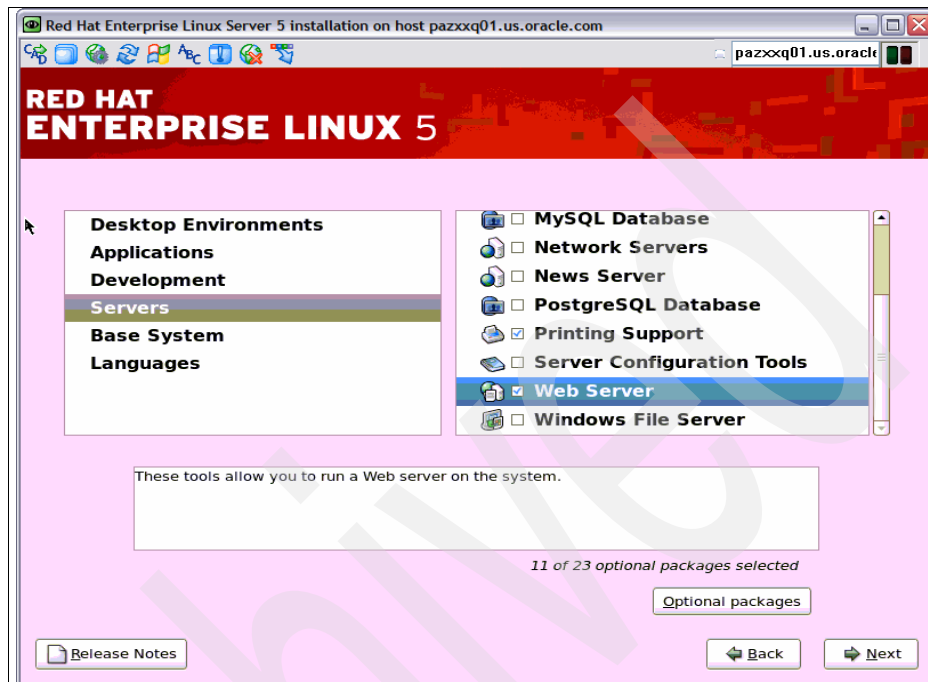 Red Hat Enterprise Linux Server 5 installation on host pazxxq01.us.oracle.com
pazxxq01.us.oracle
RED HAT
ENTERPRISE LINUX 5
Desktop Environments
Applications
Development
Servers
Base System
Languages
MySQL Database
Network Servers
News Server
PostgreSQL Database
Printing Support
Server Configuration Tools
Web Server
Windows File Server
These tools allow you to run a Web server on the system.
11 of 23 optional packages selected
Optional packages
Release Notes
Back
Next